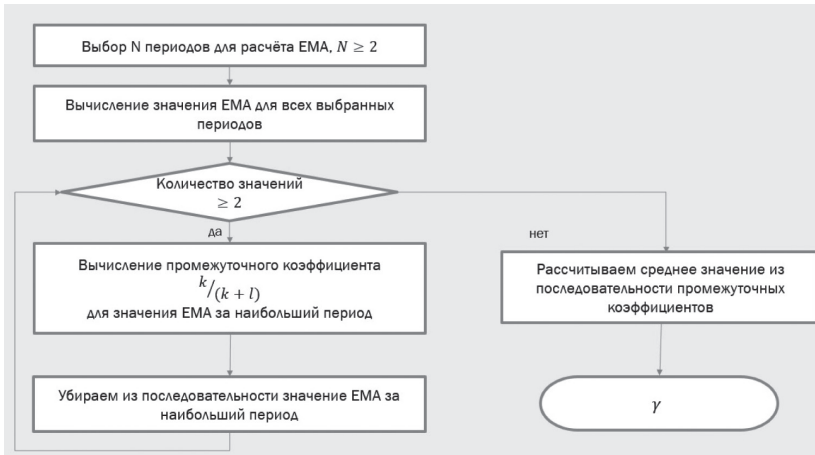 Выбор N периодов для расчёта EMA, N ≥ 2
Вычисление значения EMA для всех выбранных
периодов
Количество значений
≥ 2
да
нет
Вычисление промежуточного коэффициента
k/(k + l)
для значения EMA за наибольший период
Рассчитываем среднее значение из
последовательности промежуточных
коэффициентов
Убираем из последовательности значение EMA за
наибольший период
γ